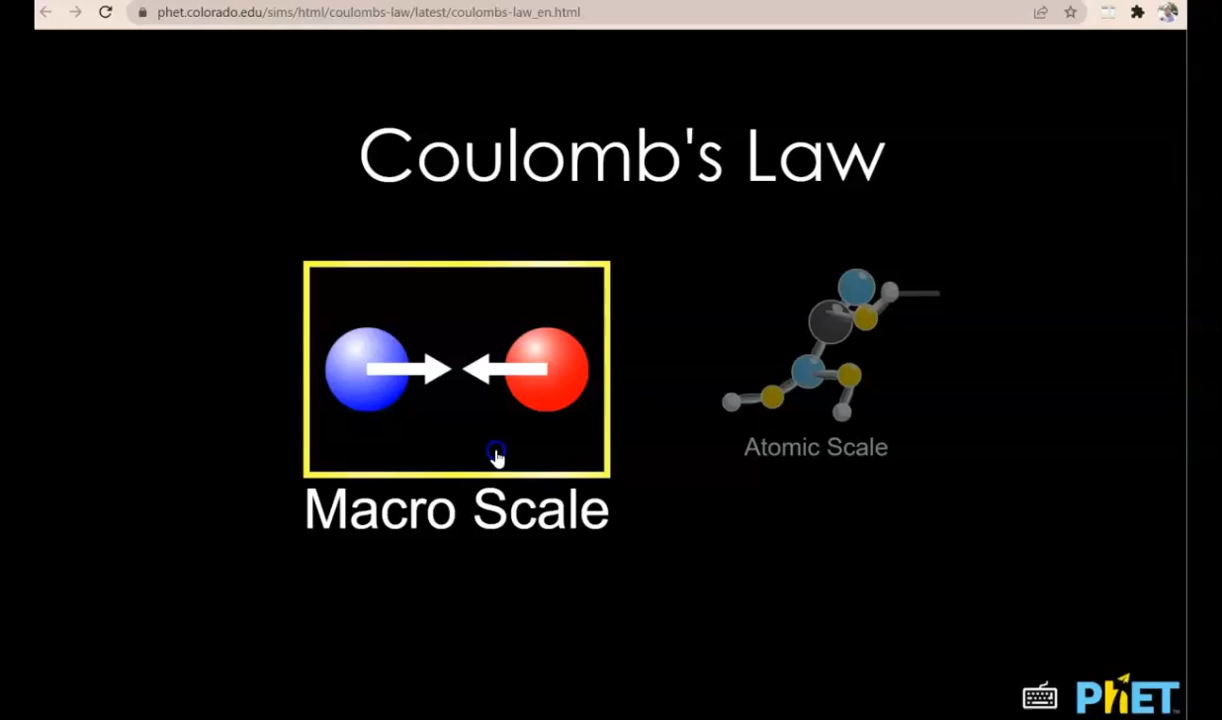 phet.colorado.edu/sims/html/coulombs-law/latest/coulombs-law_en.html
Coulomb's Law
Macro Scale
Atomic Scale
PhET